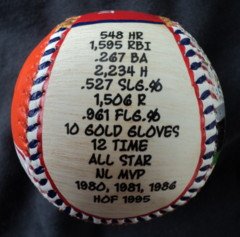 548 HR
1,595 RBI
.267 BA
2,234 H
.527 SLG.%
1,506 R
.961 FLG.%
10 GOLD GLOVES
12 TIME
ALL STAR
NL MVP
1980, 1981, 1986
HOF 1995